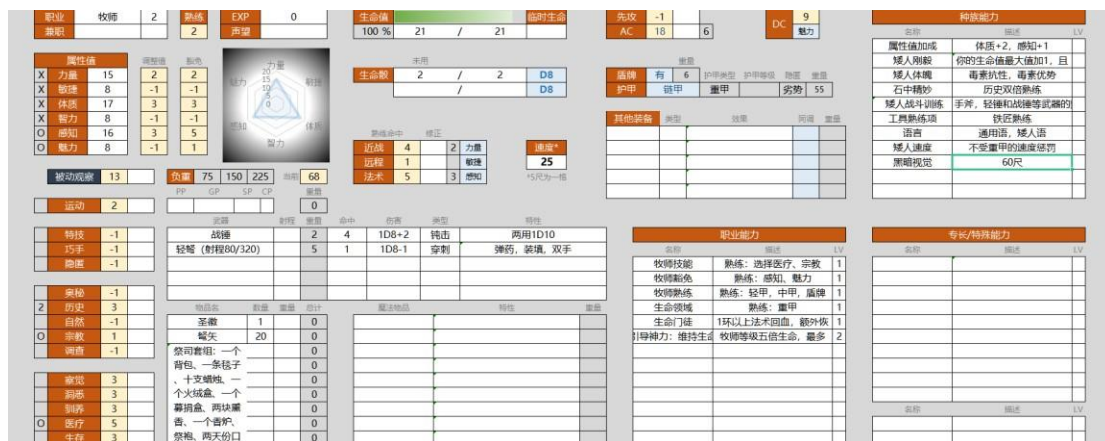 职业 牧师 2 熟练 EXP 0 生命值 临时生命 先攻 -1 DC 9 种族能力
兼职 2 声望 100 % 21 / 21 AC 18 6 魅力 名称 描述 LV
属性值 调整值 豁免 未用 重量 属性值加成 体质+2，感知+1
X 力量 15 2 2 生命骰 2 / 2 D8 盾牌 有 6 护甲类型 护甲等级 隐匿 重量 矮人刚毅 你的生命值最大值加1，且
X 敏捷 8 -1 -1 / D8 护甲 链甲 重甲 劣势 55 矮人体魄 毒素抗性，毒素优势
X 体质 17 3 3 石中精妙 历史双倍熟练
X 智力 8 -1 -1 其他装备 类型 效果 同调 重量 矮人战斗训练 手斧，轻锤和战锤等武器的
O 感知 16 3 5 熟练命中 修正 工具熟练项 铁匠熟练
O 魅力 8 -1 1 近战 4 2 力量 速度* 语言 通用语，矮人语
力量 敏捷 体质 智力 感知 魅力 20 15 10 5 0
远程 1 敏捷 25 矮人速度 不受重甲的速度惩罚
被动观察 13 负重 75 150 225 当前 68 法术 5 3 感知 *5尺为一格 黑暗视觉 60尺
PP GP SP CP 重量
运动 2 0
武器 射程 重量 命中 伤害 类型 特性
特技 -1 战锤 2 4 1D8+2 钝击 两用1D10 职业能力 专长/特殊能力
巧手 -1 轻弩（射程80/320） 5 1 1D8-1 穿刺 弹药，装填，双手 名称 描述 LV 名称 描述 LV
隐匿 -1 牧师技能 熟练：选择医疗、宗教 1
牧师豁免 熟练：感知、魅力 1
奥秘 -1 牧师熟练 熟练：轻甲，中甲，盾牌 1
2 历史 3 物品名 数量 重量 总计 魔法物品 特性 重量 生命领域 熟练：重甲 1
自然 -1 圣徽 1 0 生命门徒 1环以上法术回血，额外恢 1
O 宗教 1 弩矢 20 0 引导神力：维持生命 牧师等级五倍生命，最多 2
调查 -1 祭司套组：一个 0
背包、一条毯子 0
察觉 3 、十支蜡烛、一 0
洞悉 3 个火绒盒、一个 0
驯养 3 募捐盒、两块熏 0 名称 描述 LV
O 医疗 5 香、一个香炉、 0
生存 3 祭袍、两天份口 0